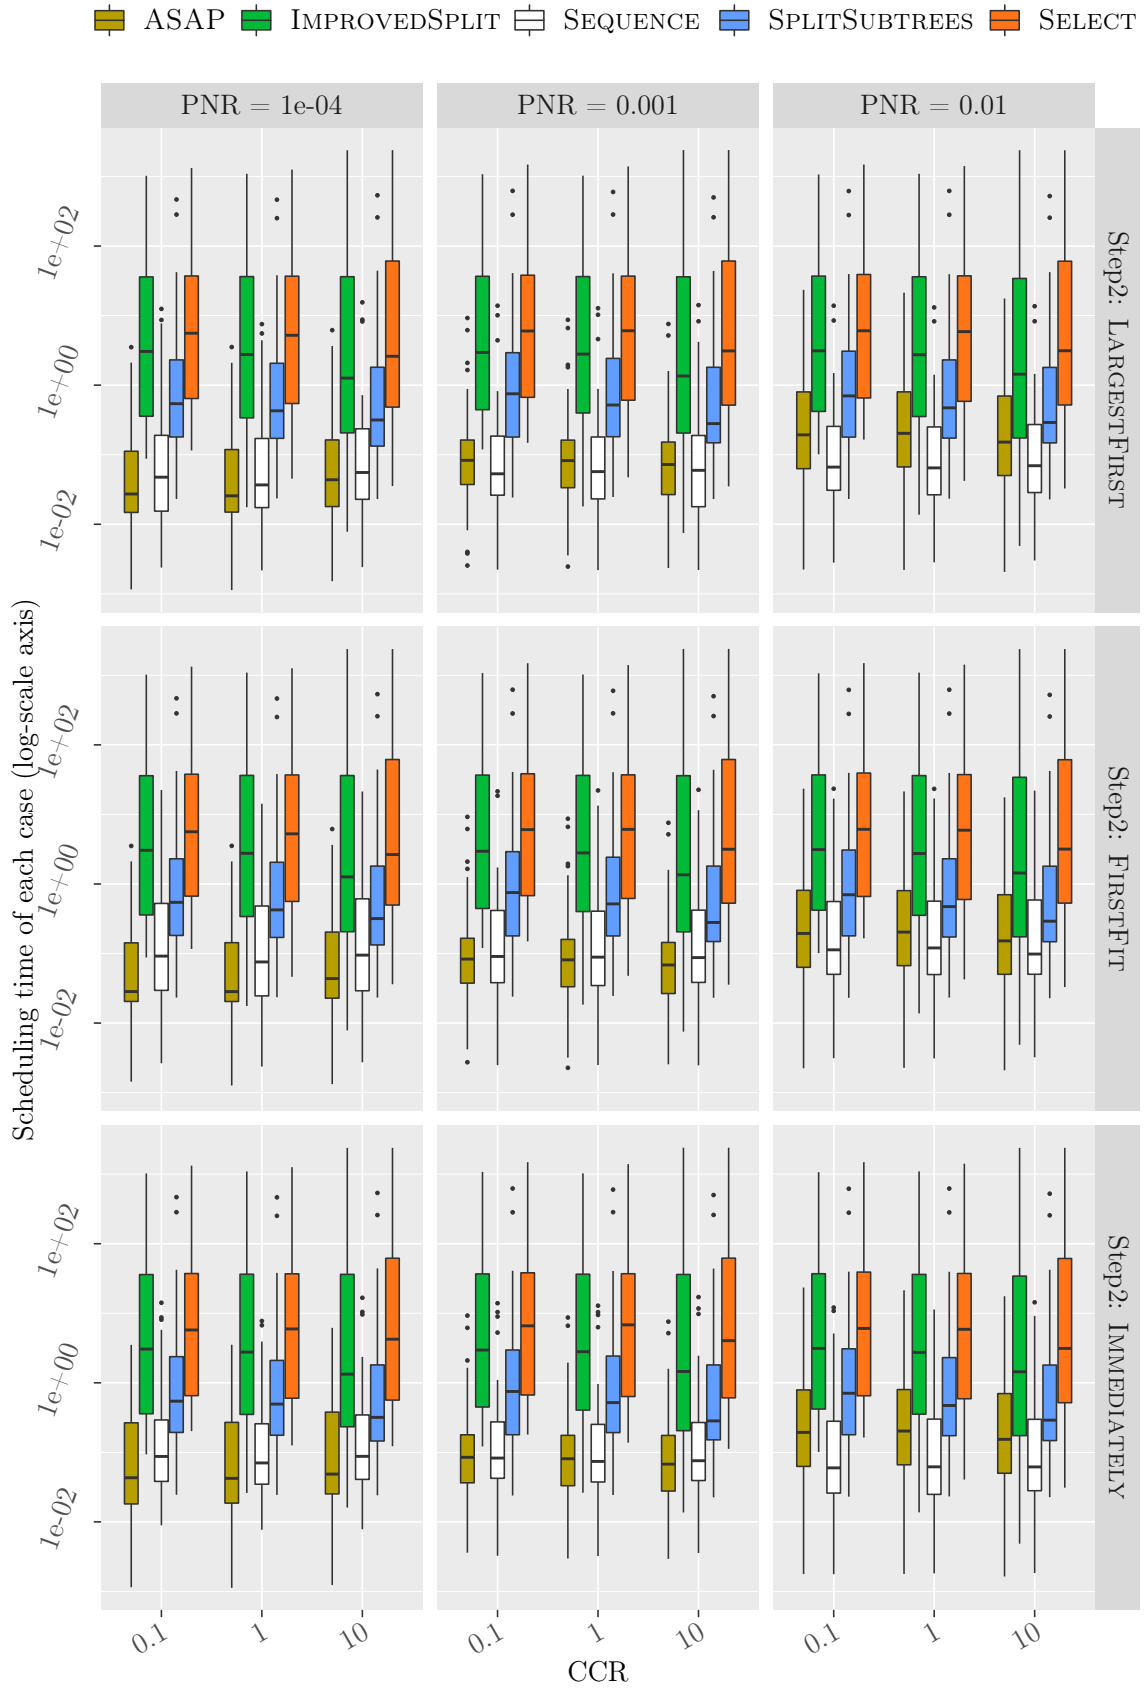 ASAP IMPROVEDSPLIT SEQUENCE SPLITSUBTREES SELECT
PNR = 1e-04 PNR = 0.001 PNR = 0.01
Scheduling time of each case (log-scale axis)
1e+02
1e+00
1e-02
Step2: LARGESTFIRST
1e+02
1e+00
1e-02
Step2: FIRSTFIT
1e+02
1e+00
1e-02
Step2: IMMEDIATELY
0.1 1 10 0.1 1 10 0.1 1 10
CCR